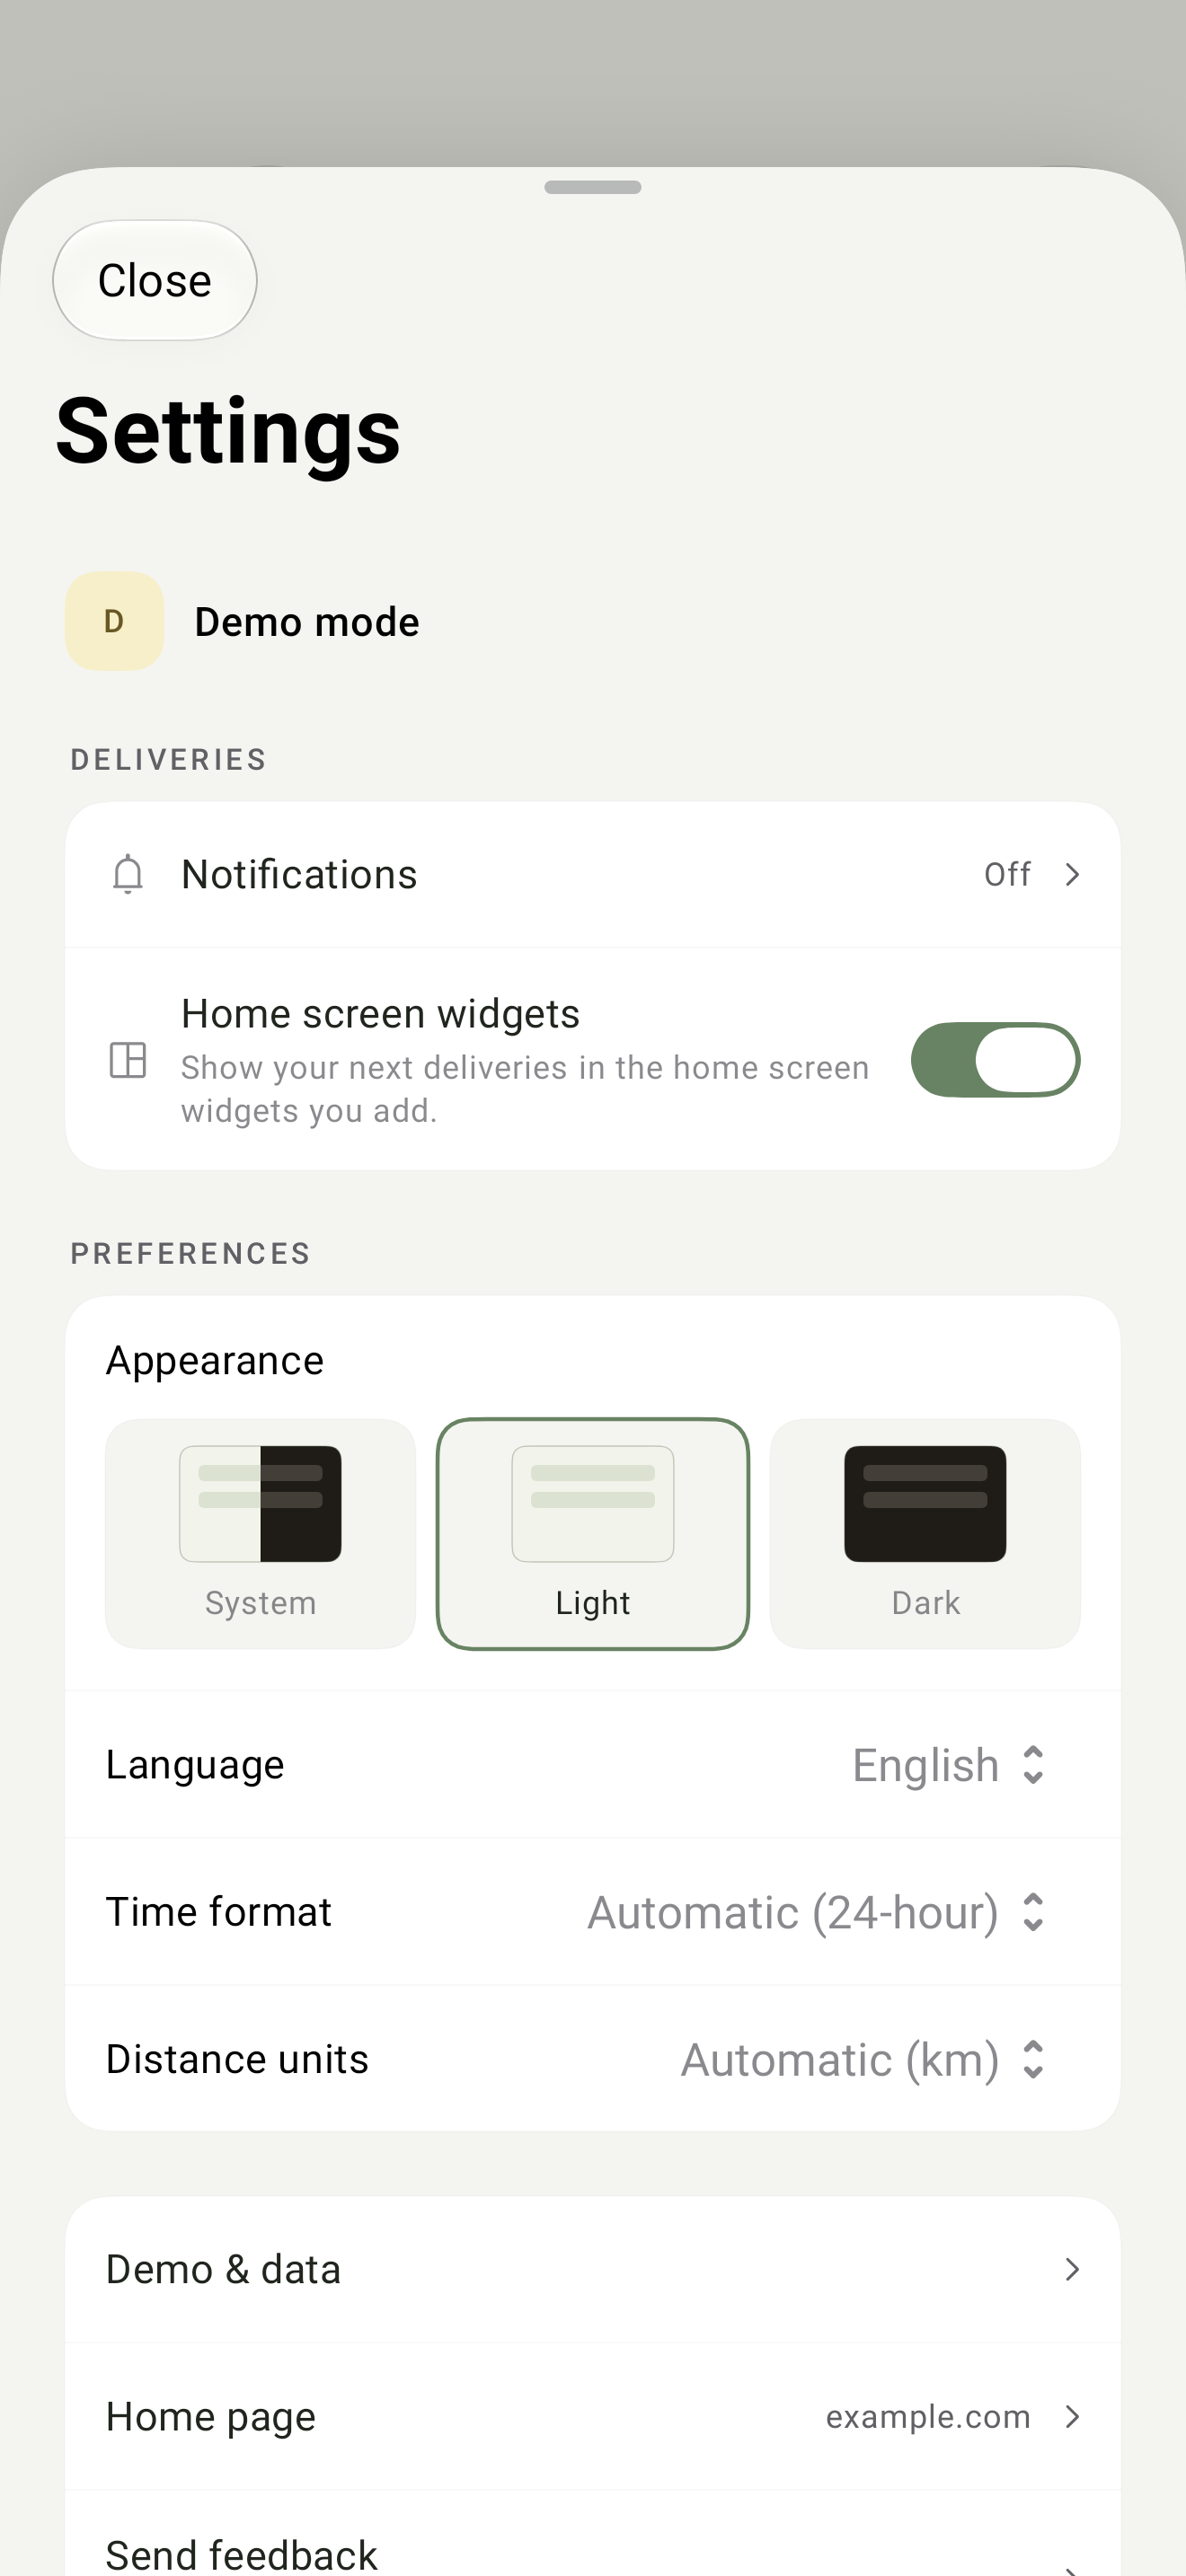 Close
Settings
D
Demo mode
DELIVERIES
Notifications
Off
Home screen widgets
Show your next deliveries in the home screen
widgets you add.
PREFERENCES
Appearance
System
Light
Dark
Language
English
Time format
Automatic (24-hour)
Distance units
Automatic (km)
Demo & data
Home page
example.com
Send feedback